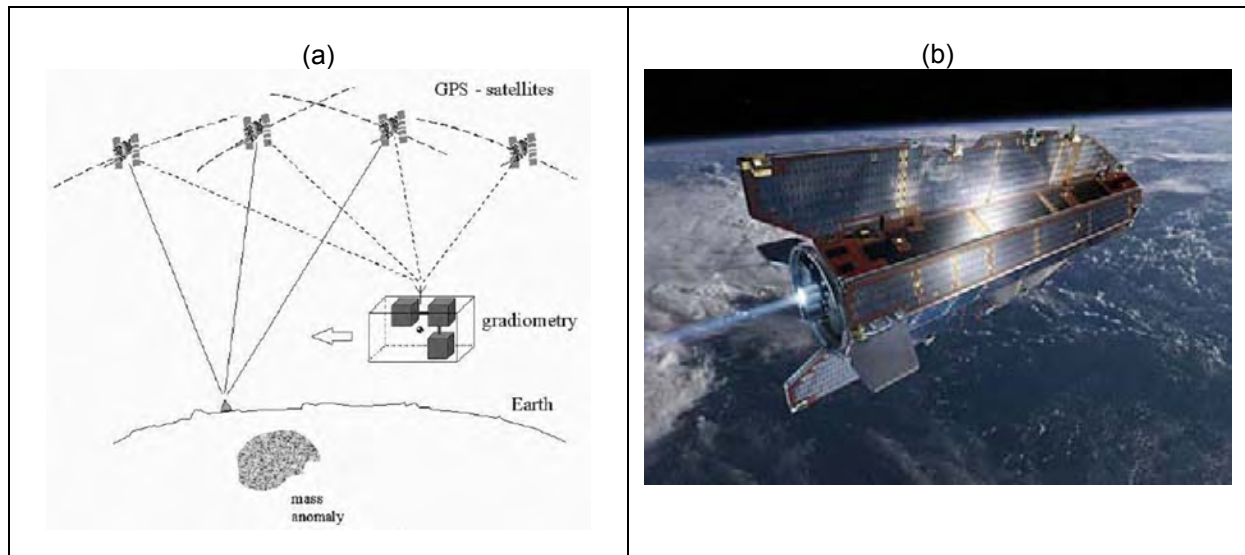 (a)
GPS - satellites
gradiometry
Earth
mass
anomaly
(b)